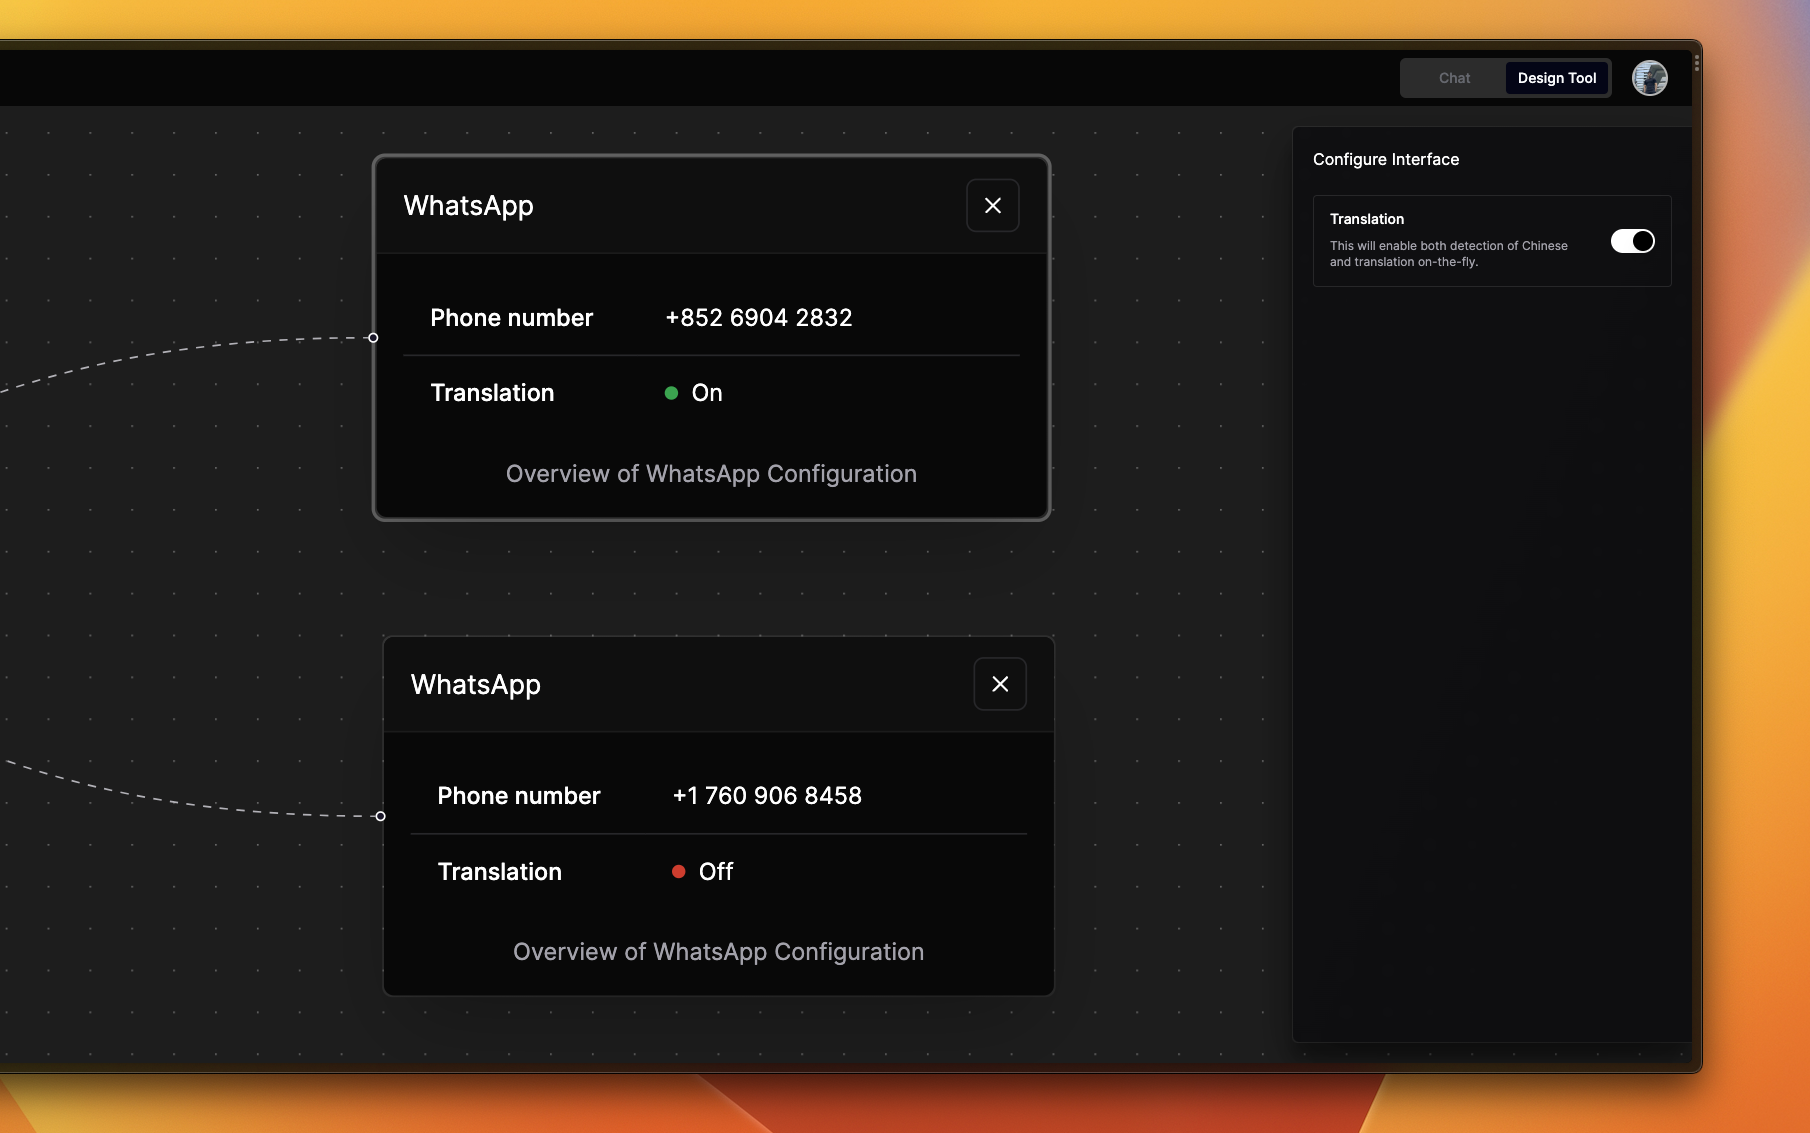 Chat
Design Tool
WhatsApp
Phone number +852 6904 2832
Translation On
Overview of WhatsApp Configuration
WhatsApp
Phone number +1 760 906 8458
Translation Off
Overview of WhatsApp Configuration
Configure Interface
Translation
This will enable both detection of Chinese
and translation on-the-fly.